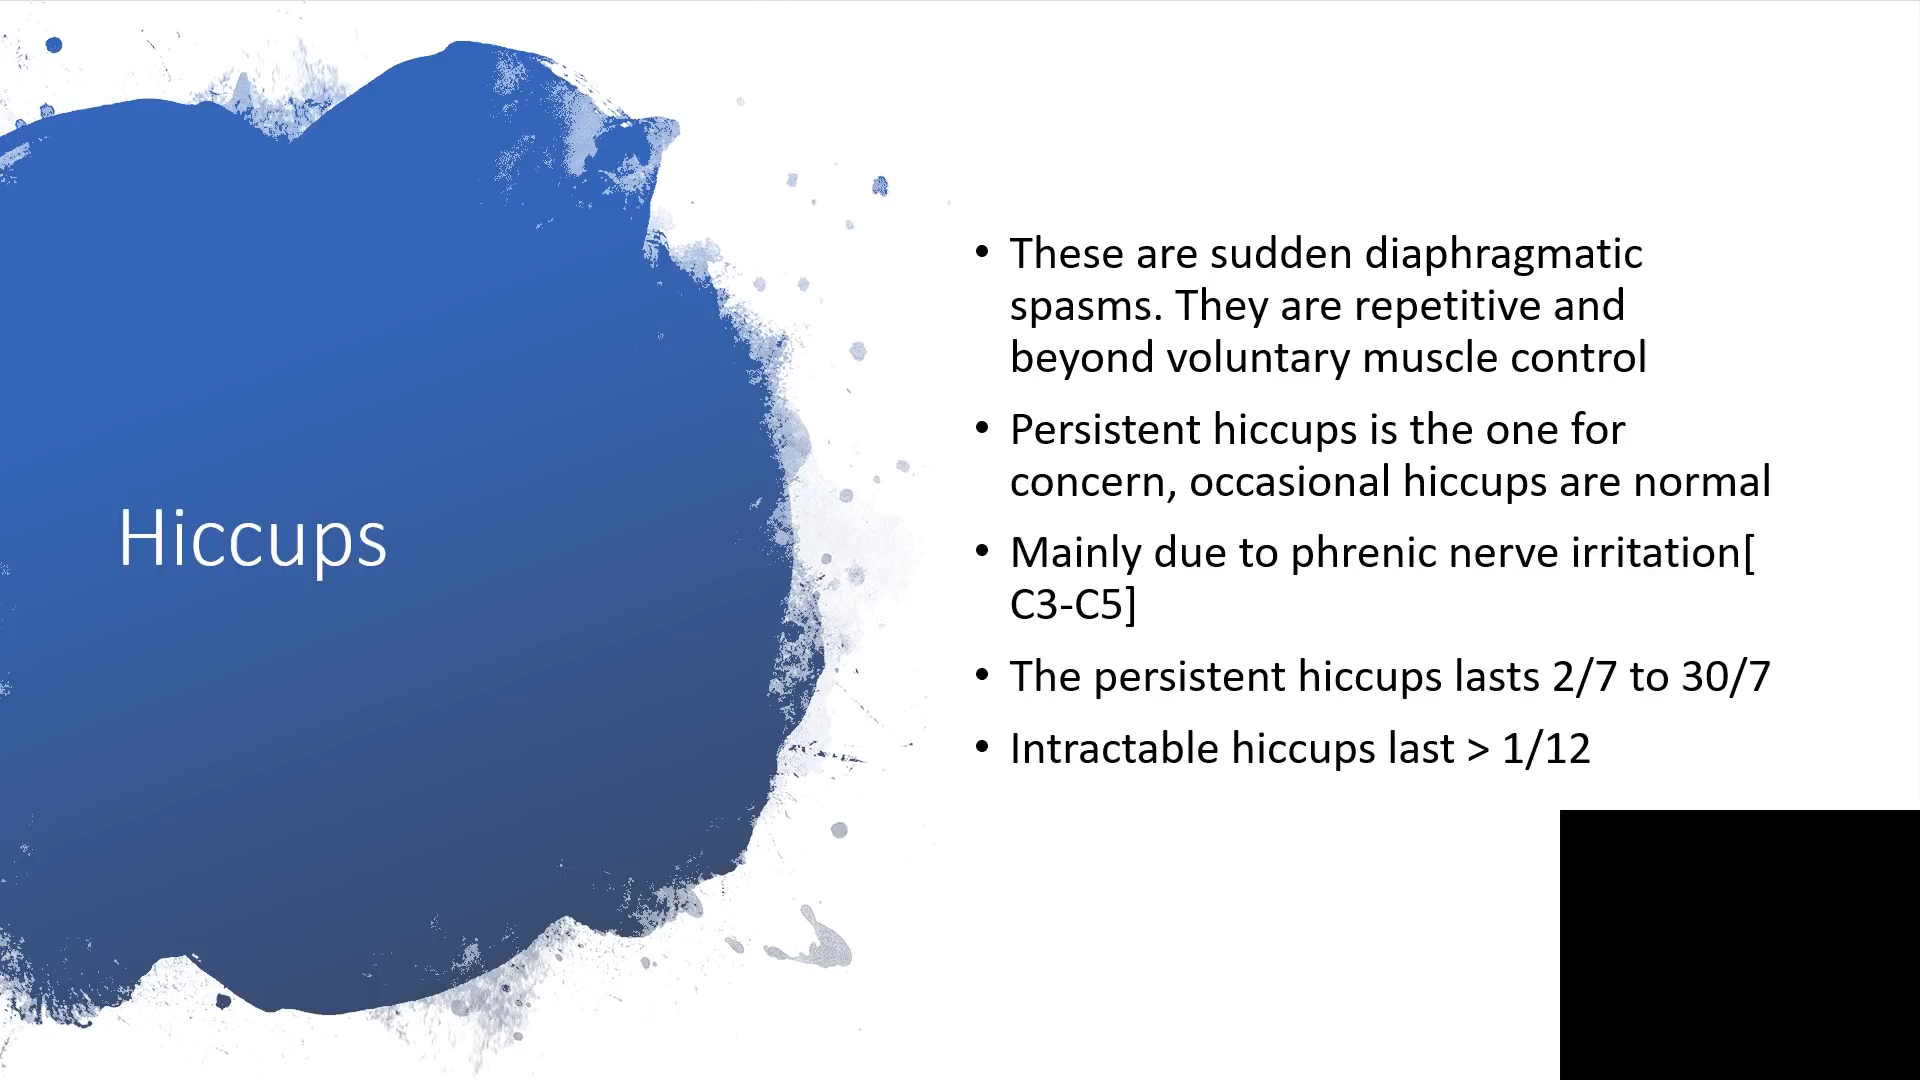 Hiccups
• These are sudden diaphragmatic
spasms. They are repetitive and
beyond voluntary muscle control
• Persistent hiccups is the one for
concern, occasional hiccups are normal
• Mainly due to phrenic nerve irritation[
C3-C5]
• The persistent hiccups lasts 2/7 to 30/7
• Intractable hiccups last > 1/12